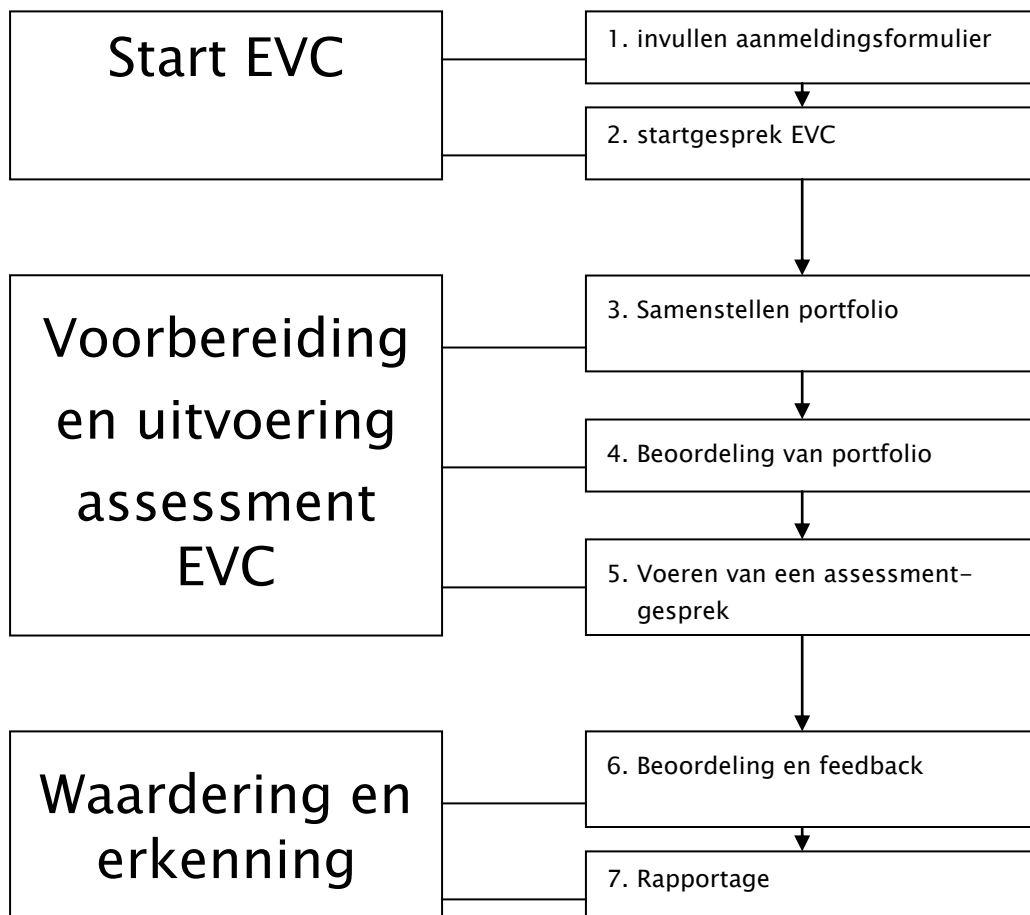 Start EVC
1. invullen aanmeldingsformulier
2. startgesprek EVC
Voorbereiding
en uitvoering
assessment
EVC
3. Samenstellen portfolio
4. Beoordeling van portfolio
5. Voeren van een assessment-
gesprek
Waardering en
erkenning
6. Beoordeling en feedback
7. Rapportage